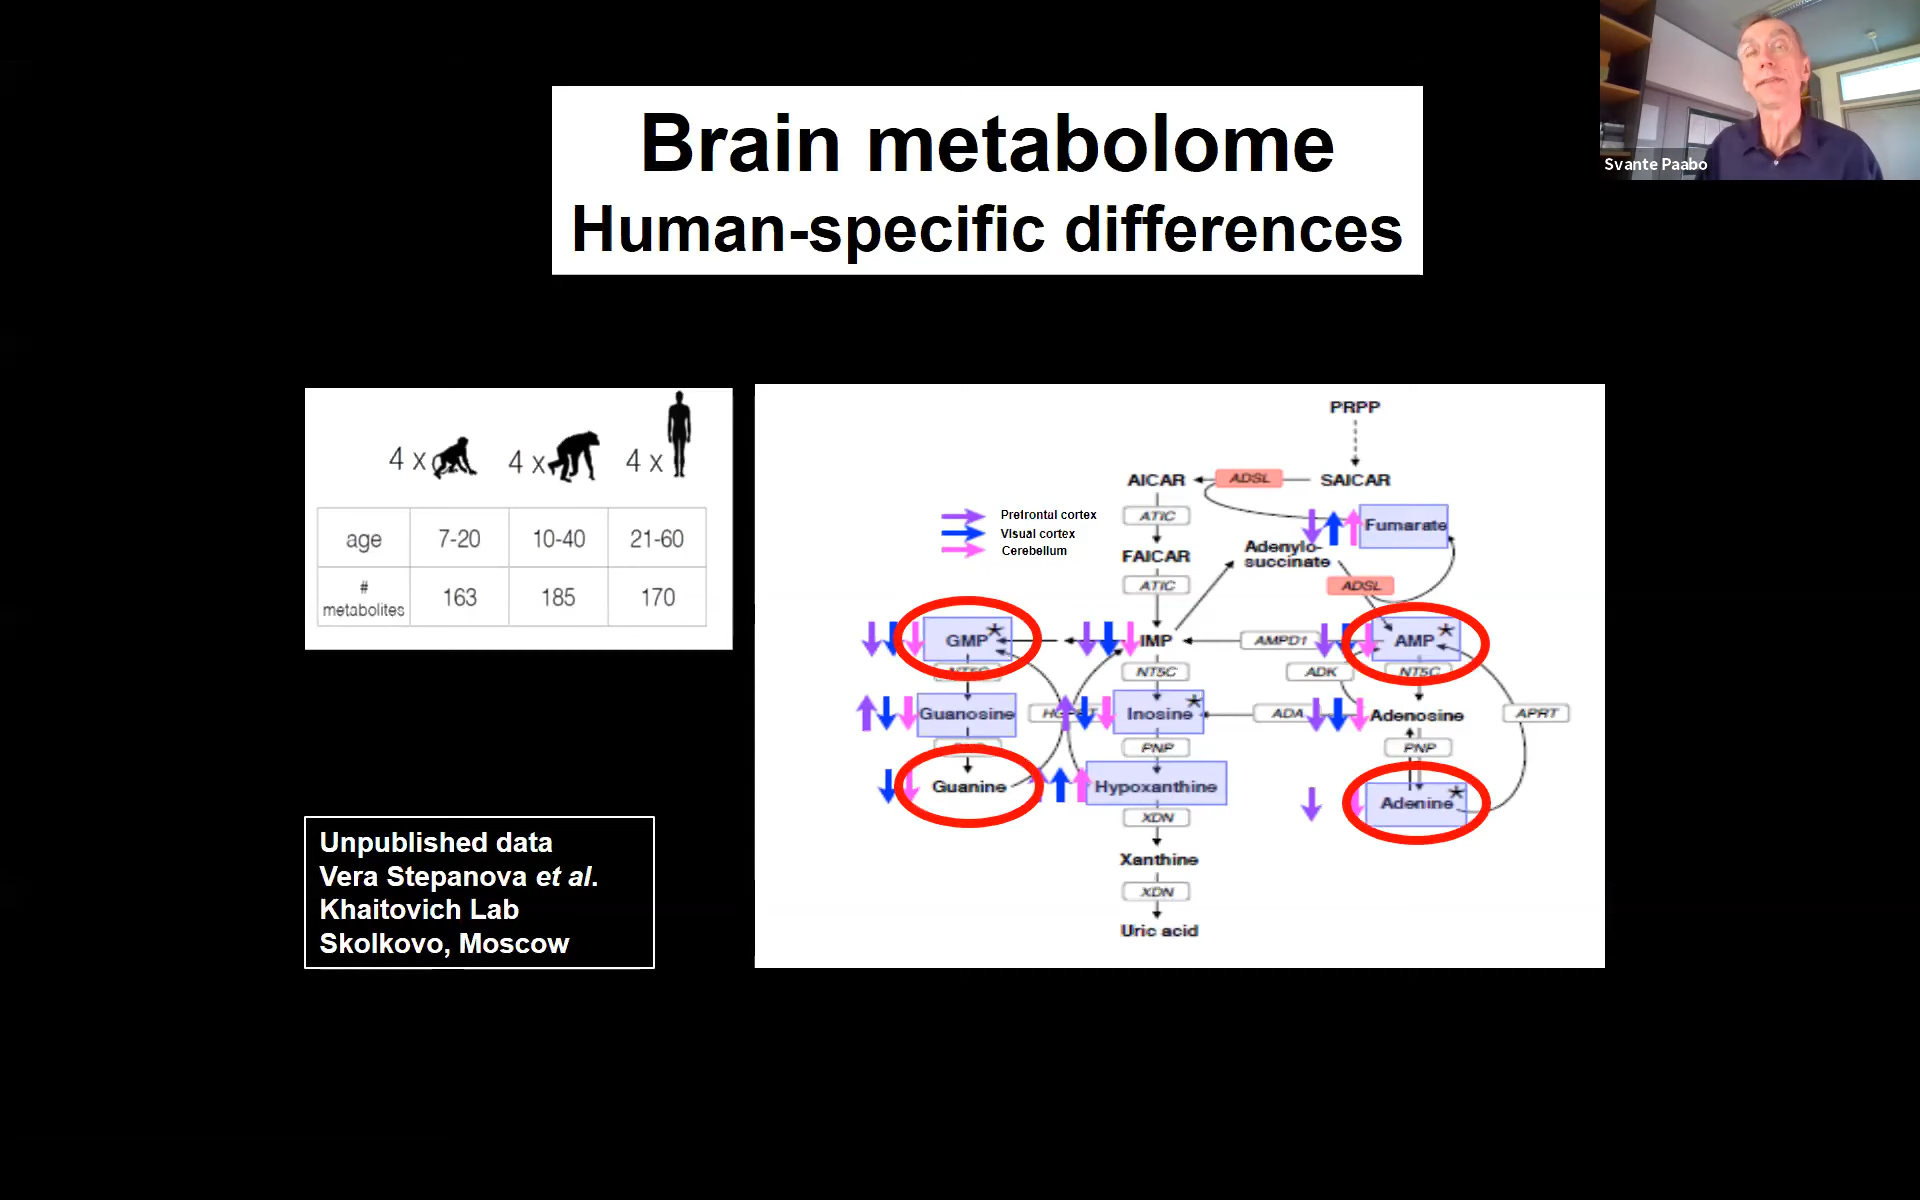 Brain metabolome
Human-specific differences
Svante Paabo
4 x 4 x 4 x
age 7-20 10-40 21-60
# metabolites 163 185 170
Unpublished data
Vera Stepanova et al.
Khaitovich Lab
Skolkovo, Moscow
Prefrontal cortex
Visual cortex
Cerebellum
PRPP
AICAR ADSL SAICAR
ATIC
Fumarate
FAICAR
Adenylo-
succinate
ATIC
ADSL
GMP* IMP AMPD1 AMP*
NT5C ADK NT5C
Guanosine Inosine* ADA Adenosine APRT
PNP PNP
Guanine Hypoxanthine Adenine*
XDN
Xanthine
XDN
Uric acid